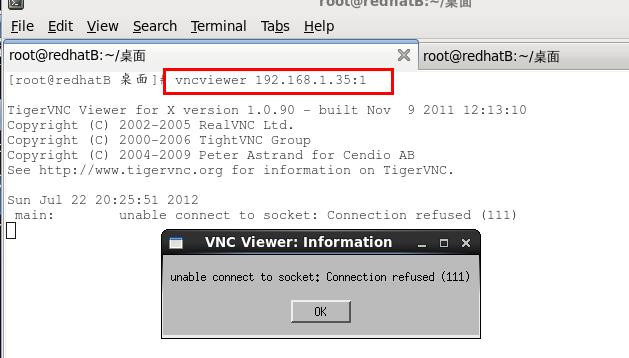 root@redhatB:~/桌面
File Edit View Search Terminal Tabs Help
root@redhatB:~/桌面 root@redhatB:~/桌面
[root@redhatB 桌面]# vncviewer 192.168.1.35:1
TigerVNC Viewer for X version 1.0.90 - built Nov  9 2011 12:13:10
Copyright (C) 2002-2005 RealVNC Ltd.
Copyright (C) 2000-2006 TightVNC Group
Copyright (C) 2004-2009 Peter Astrand for Cendio AB
See http://www.tigervnc.org for information on TigerVNC.
Sun Jul 22 20:25:51 2012
main:        unable connect to socket: Connection refused (111)
VNC Viewer: Information
unable connect to socket: Connection refused (111)
OK